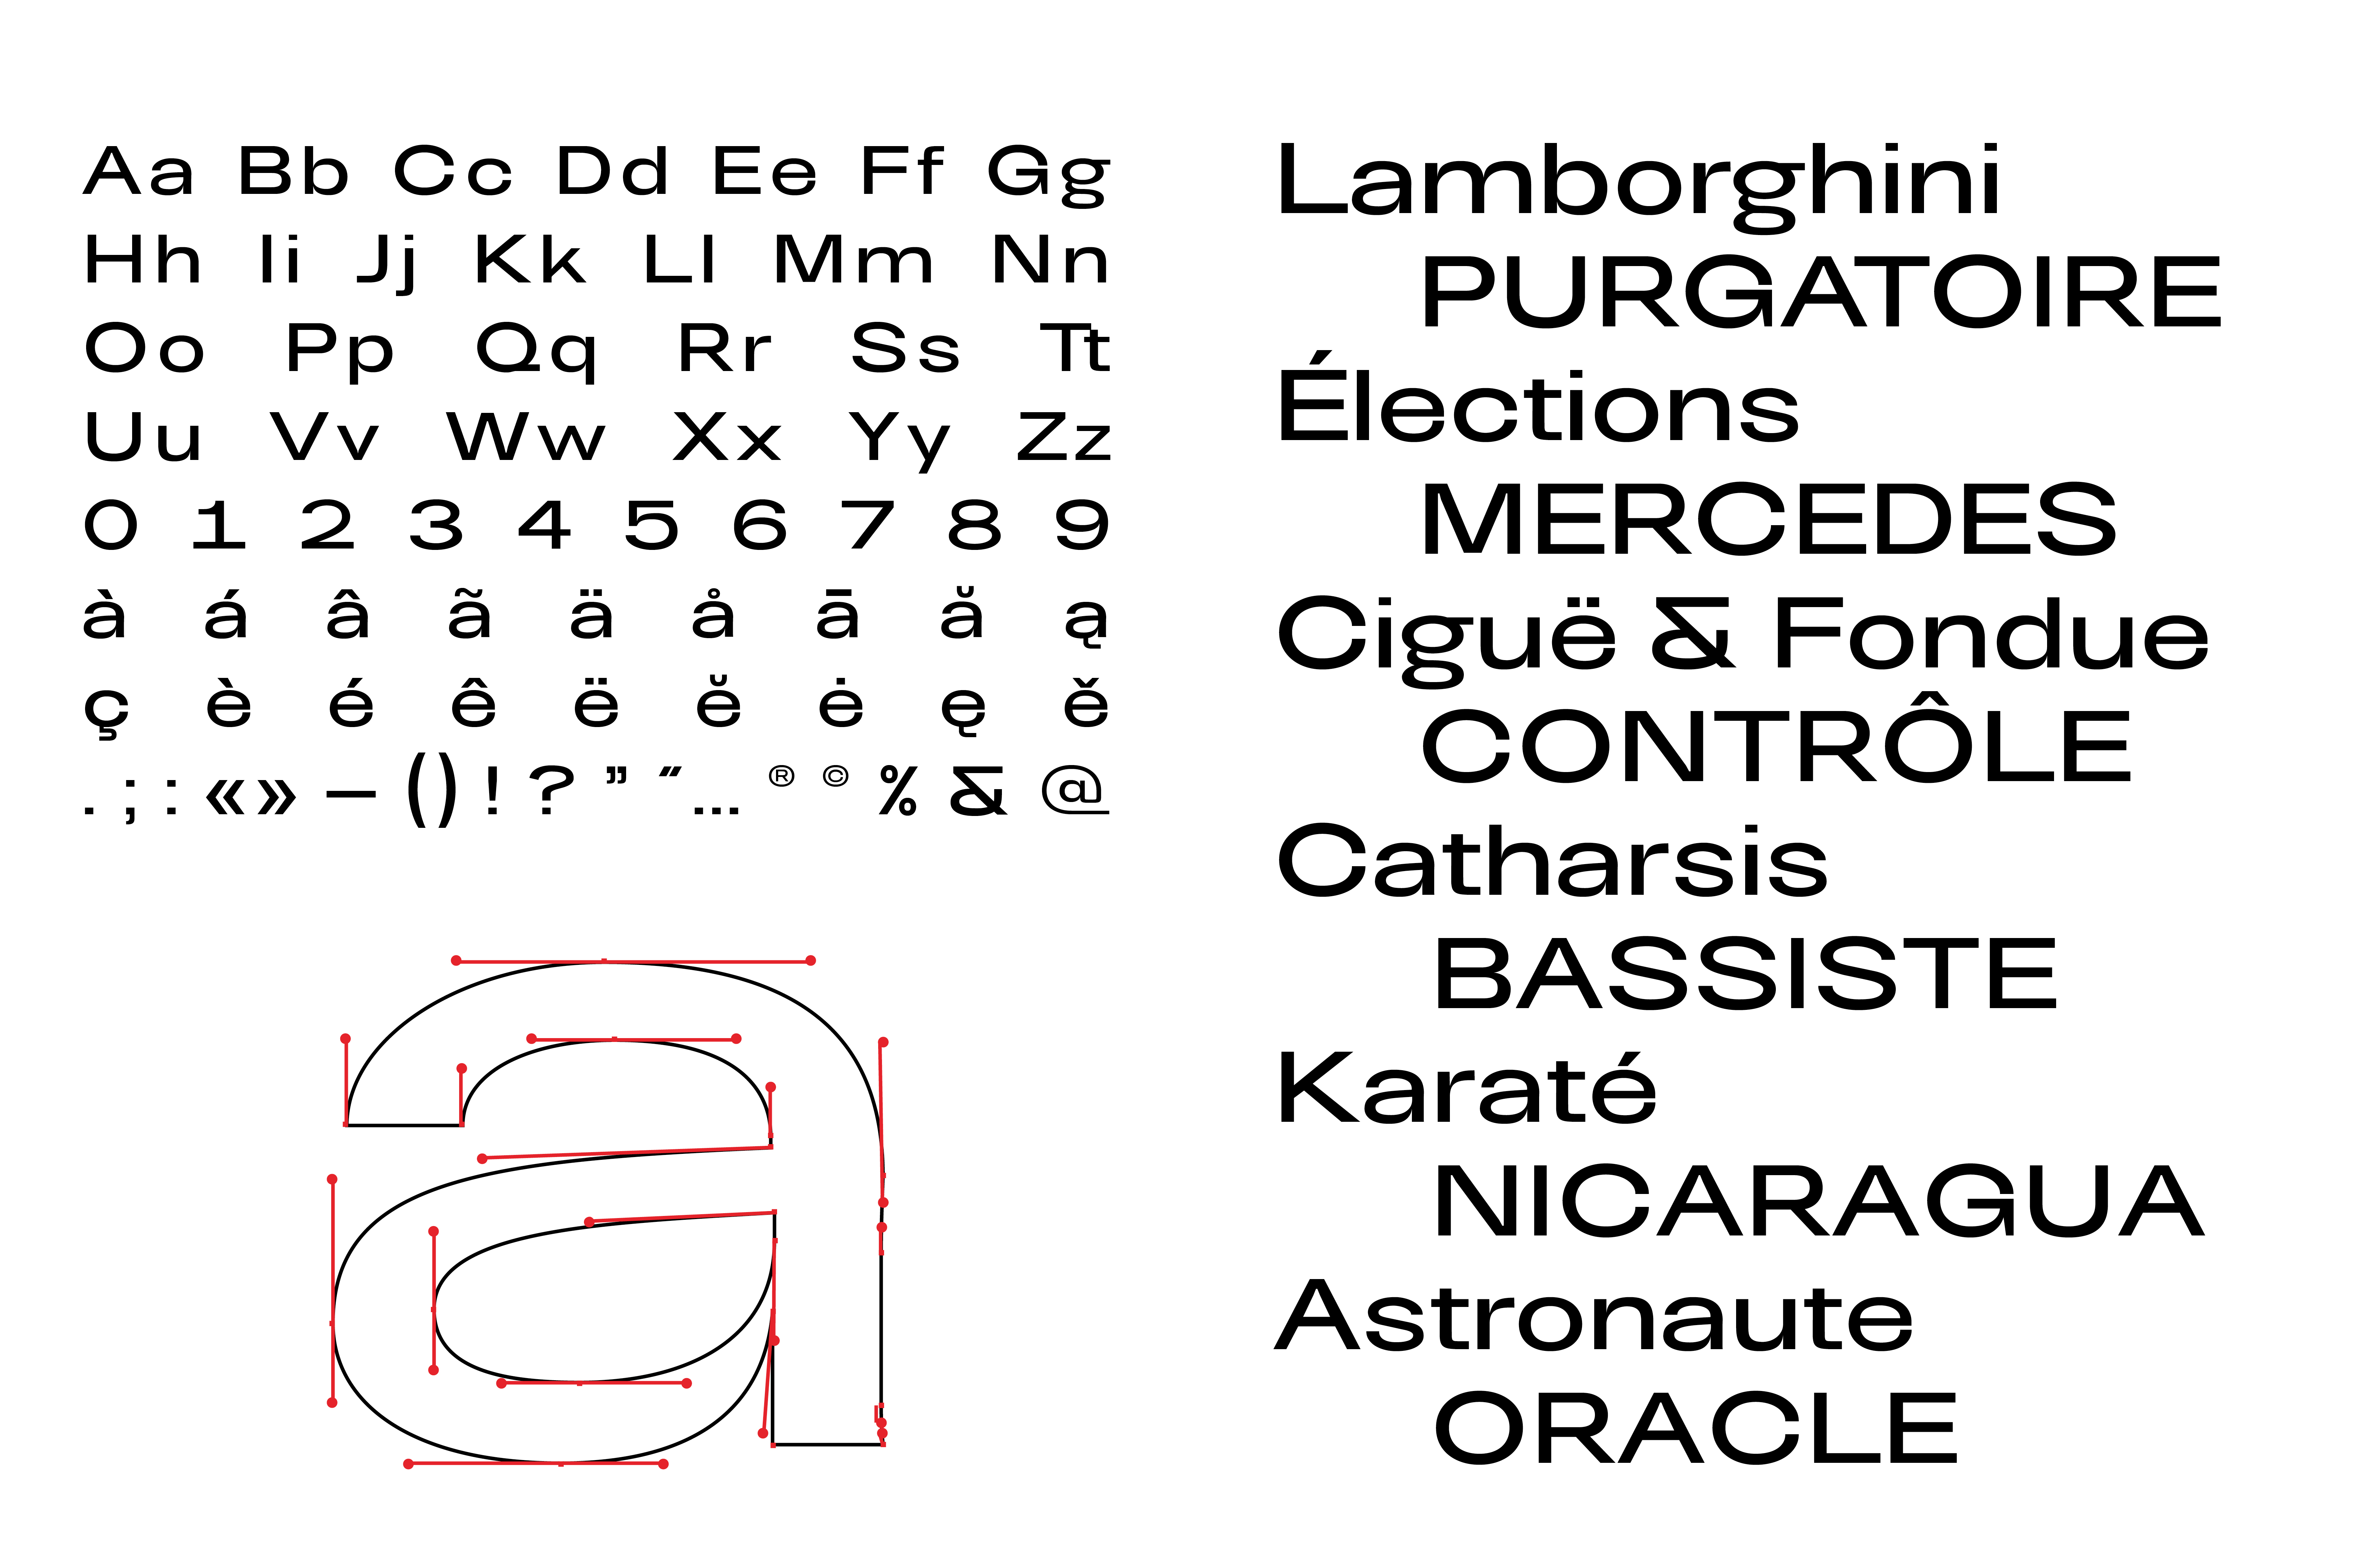 Aa Bb Cc Dd Ee Ff Gg
Hh Ii Jj Kk Ll Mm Nn
Oo Pp Qq Rr Ss Tt
Uu Vv Ww Xx Yy Zz
0 1 2 3 4 5 6 7 8 9
à á â ã ä å ā ă ą
ç è é ê ë ĕ ė ę ě
. ; : «» — () ! ? ” ˝ ... ® © % & @
a
Lamborghini
PURGATOIRE
Élections
MERCEDES
Ciguë & Fondue
CONTRÔLE
Catharsis
BASSISTE
Karaté
NICARAGUA
Astronaute
ORACLE